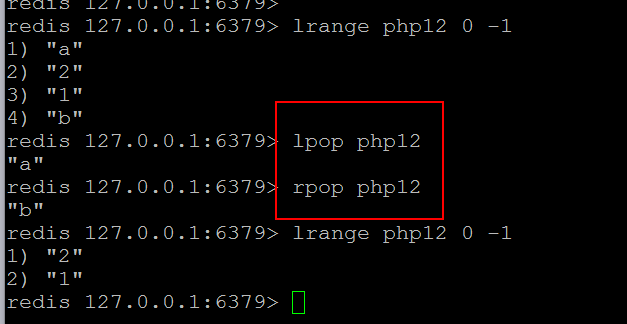 redis 127.0.0.1:6379>
redis 127.0.0.1:6379> lrange php12 0 -1
1) "a"
2) "2"
3) "1"
4) "b"
redis 127.0.0.1:6379> lpop php12
"a"
redis 127.0.0.1:6379> rpop php12
"b"
redis 127.0.0.1:6379> lrange php12 0 -1
1) "2"
2) "1"
redis 127.0.0.1:6379>